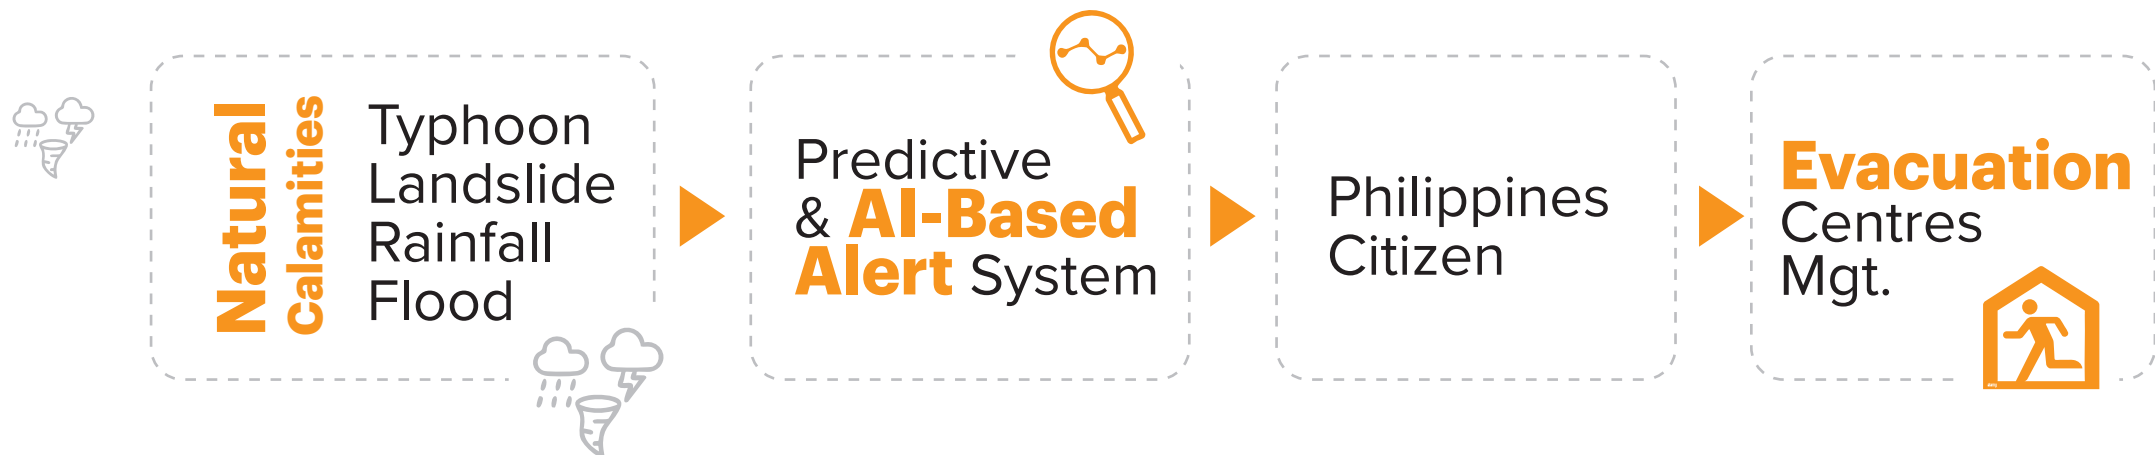 Natural
Calamities
Typhoon
Landslide
Rainfall
Flood
Predictive
& AI-Based
Alert System
Philippines
Citizen
Evacuation
Centres
Mgt.